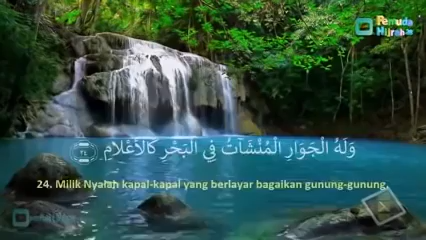 Pemuda
Hijrah
وَلَهُ الْجَوَارِ الْمُنْشَآتُ فِي الْبَحْرِ كَالْأَعْلَامِ ﴿٢٤﴾
24. Milik Nyalah kapal-kapal yang berlayar bagaikan gunung-gunung.